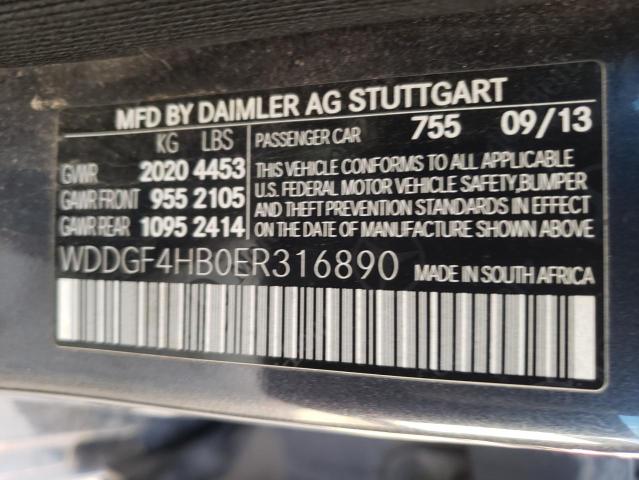 MFD BY DAIMLER AG STUTTGART
KG LBS
GVWR 2020 4453
GAWR FRONT 955 2105
GAWR REAR 1095 2414
PASSENGER CAR 755 09/13
THIS VEHICLE CONFORMS TO ALL APPLICABLE
U.S. FEDERAL MOTOR VEHICLE SAFETY, BUMPER
AND THEFT PREVENTION STANDARDS IN EFFECT
ON THE DATE OF MANUFACTURE SHOWN ABOVE
WDDGF4HB0ER316890 MADE IN SOUTH AFRICA